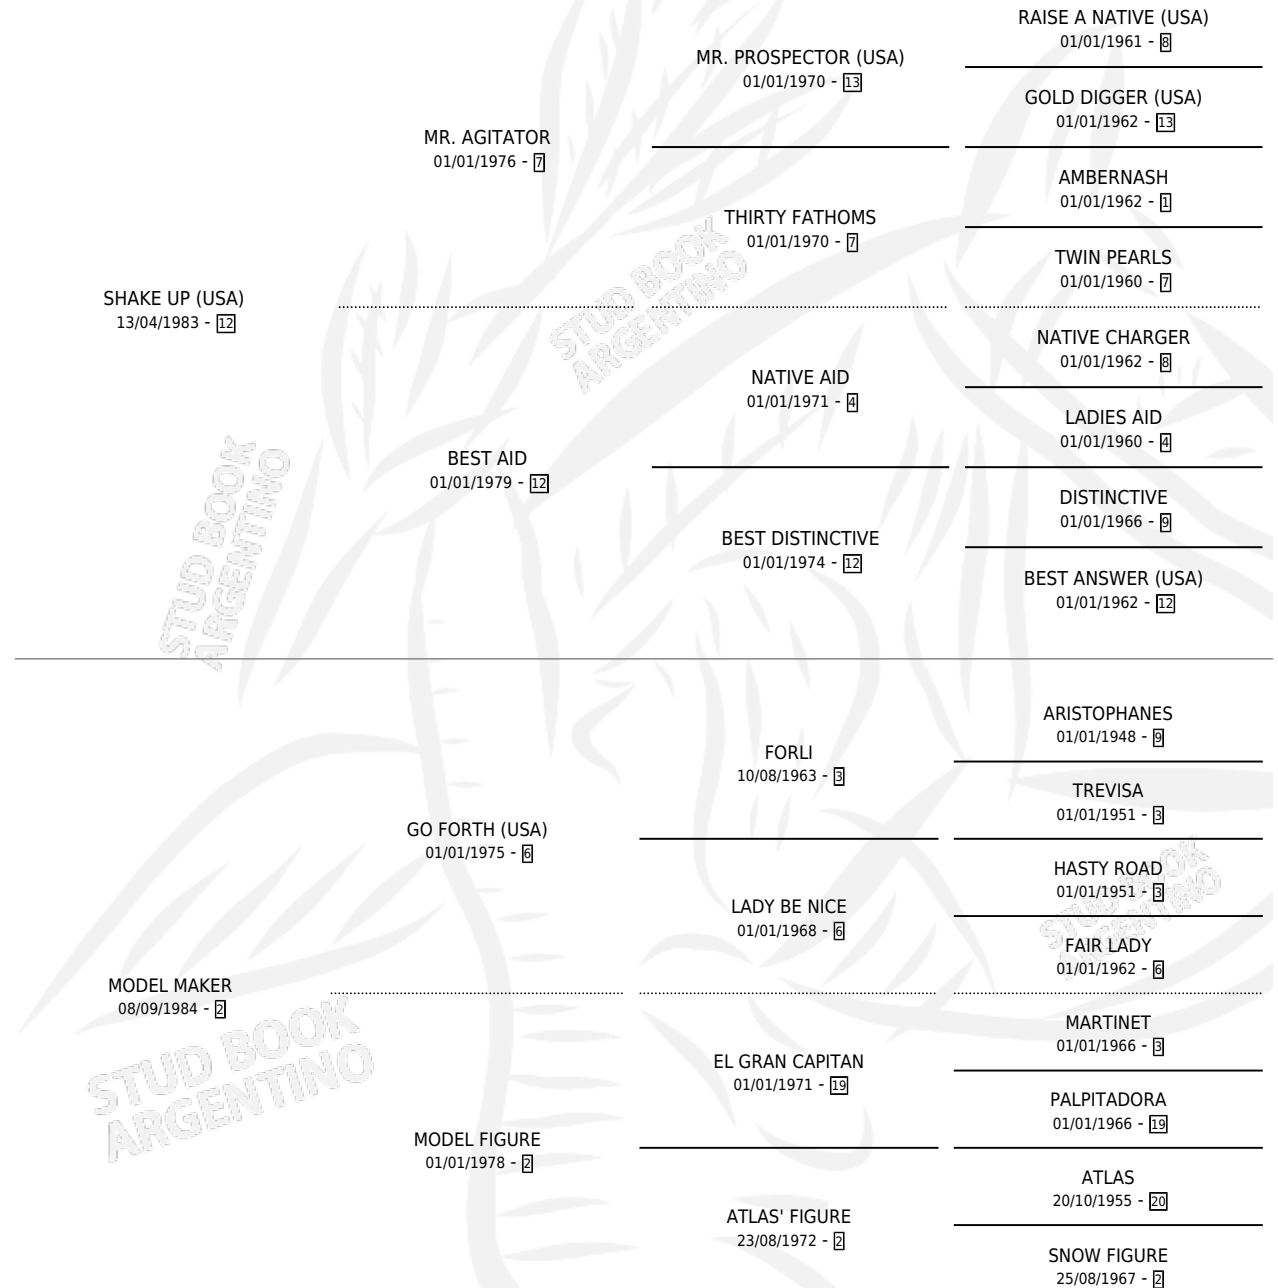 RAISE A NATIVE (USA)
01/01/1961 - 8
MR. PROSPECTOR (USA)
01/01/1970 - 13
GOLD DIGGER (USA)
01/01/1962 - 13
MR. AGITATOR
01/01/1976 - 7
AMBERNASH
01/01/1962 - 1
THIRTY FATHOMS
01/01/1970 - 7
TWIN PEARLS
01/01/1960 - 7
SHAKE UP (USA)
13/04/1983 - 12
STUD BOOK
ARGENTINO
NATIVE CHARGER
01/01/1962 - 8
NATIVE AID
01/01/1971 - 4
LADIES AID
01/01/1960 - 4
BEST AID
01/01/1979 - 12
DISTINCTIVE
01/01/1966 - 9
BEST DISTINCTIVE
01/01/1974 - 12
BEST ANSWER (USA)
01/01/1962 - 12
STUD BOOK
ARGENTINO
ARISTOPHANES
01/01/1948 - 9
FORLI
10/08/1963 - 3
TREVISA
01/01/1951 - 3
GO FORTH (USA)
01/01/1975 - 6
HASTY ROAD
01/01/1951 - 3
LADY BE NICE
01/01/1968 - 6
STUD BOOK
ARGENTINO
FAIR LADY
01/01/1962 - 6
MODEL MAKER
08/09/1984 - 2
MARTINET
01/01/1966 - 3
STUD BOOK
ARGENTINO
EL GRAN CAPITAN
01/01/1971 - 19
PALPITADORA
01/01/1966 - 19
MODEL FIGURE
01/01/1978 - 2
ATLAS
20/10/1955 - 20
ATLAS' FIGURE
23/08/1972 - 2
SNOW FIGURE
25/08/1967 - 2